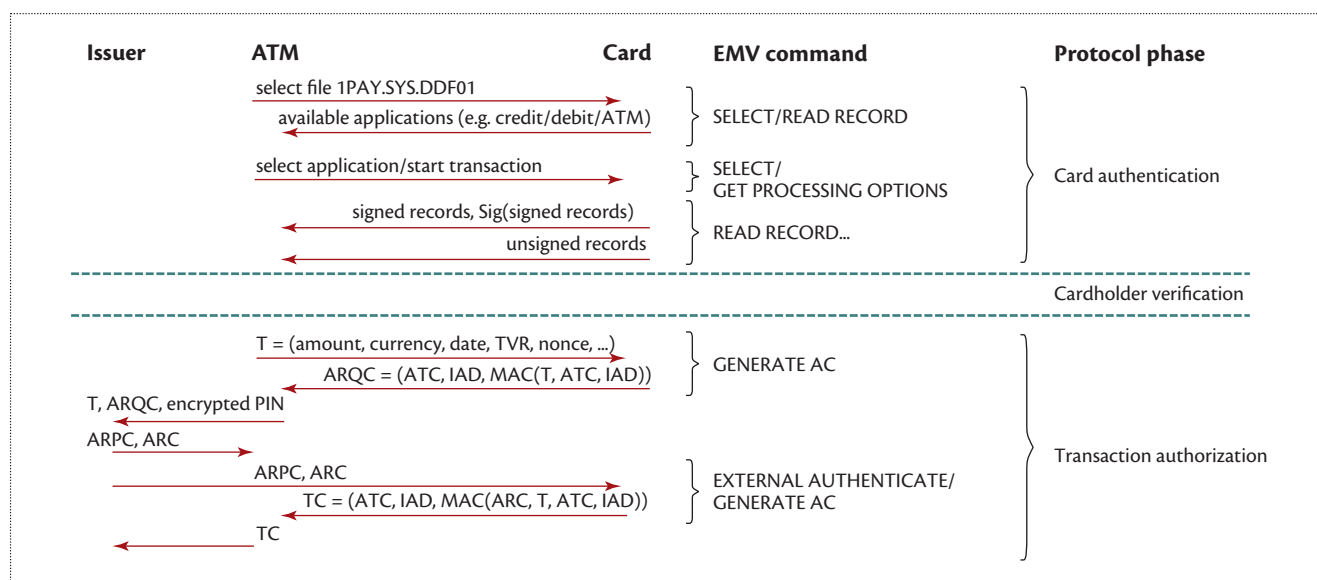 Issuer ATM Card EMV command Protocol phase
select file 1PAY.SYS.DDF01
available applications (e.g. credit/debit/ATM)
SELECT/READ RECORD
select application/start transaction
SELECT/
GET PROCESSING OPTIONS
Card authentication
signed records, Sig(signed records)
unsigned records
READ RECORD...
Cardholder verification
T = (amount, currency, date, TVR, nonce, ...)
ARQC = (ATC, IAD, MAC(T, ATC, IAD))
GENERATE AC
T, ARQC, encrypted PIN
ARPC, ARC
Transaction authorization
ARPC, ARC
TC = (ATC, IAD, MAC(ARC, T, ATC, IAD))
EXTERNAL AUTHENTICATE/
GENERATE AC
TC